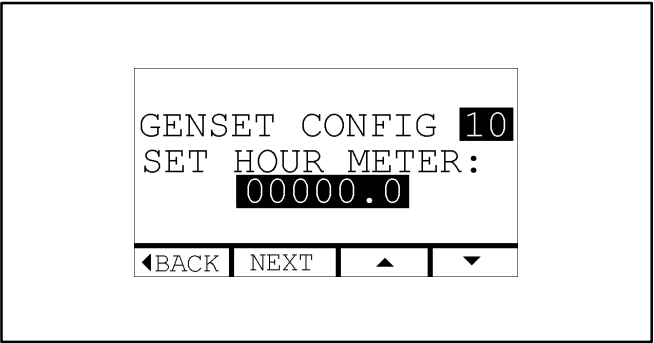 GENSET CONFIG 10
SET HOUR METER:
00000.0
◀BACK NEXT ▲ ▼